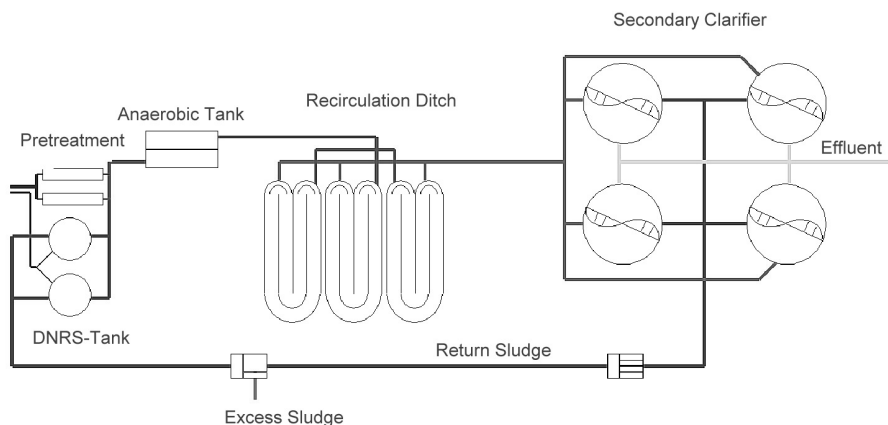 Secondary Clarifier
Anaerobic Tank
Recirculation Ditch
Pretreatment
Effluent
DNRS-Tank
Return Sludge
Excess Sludge